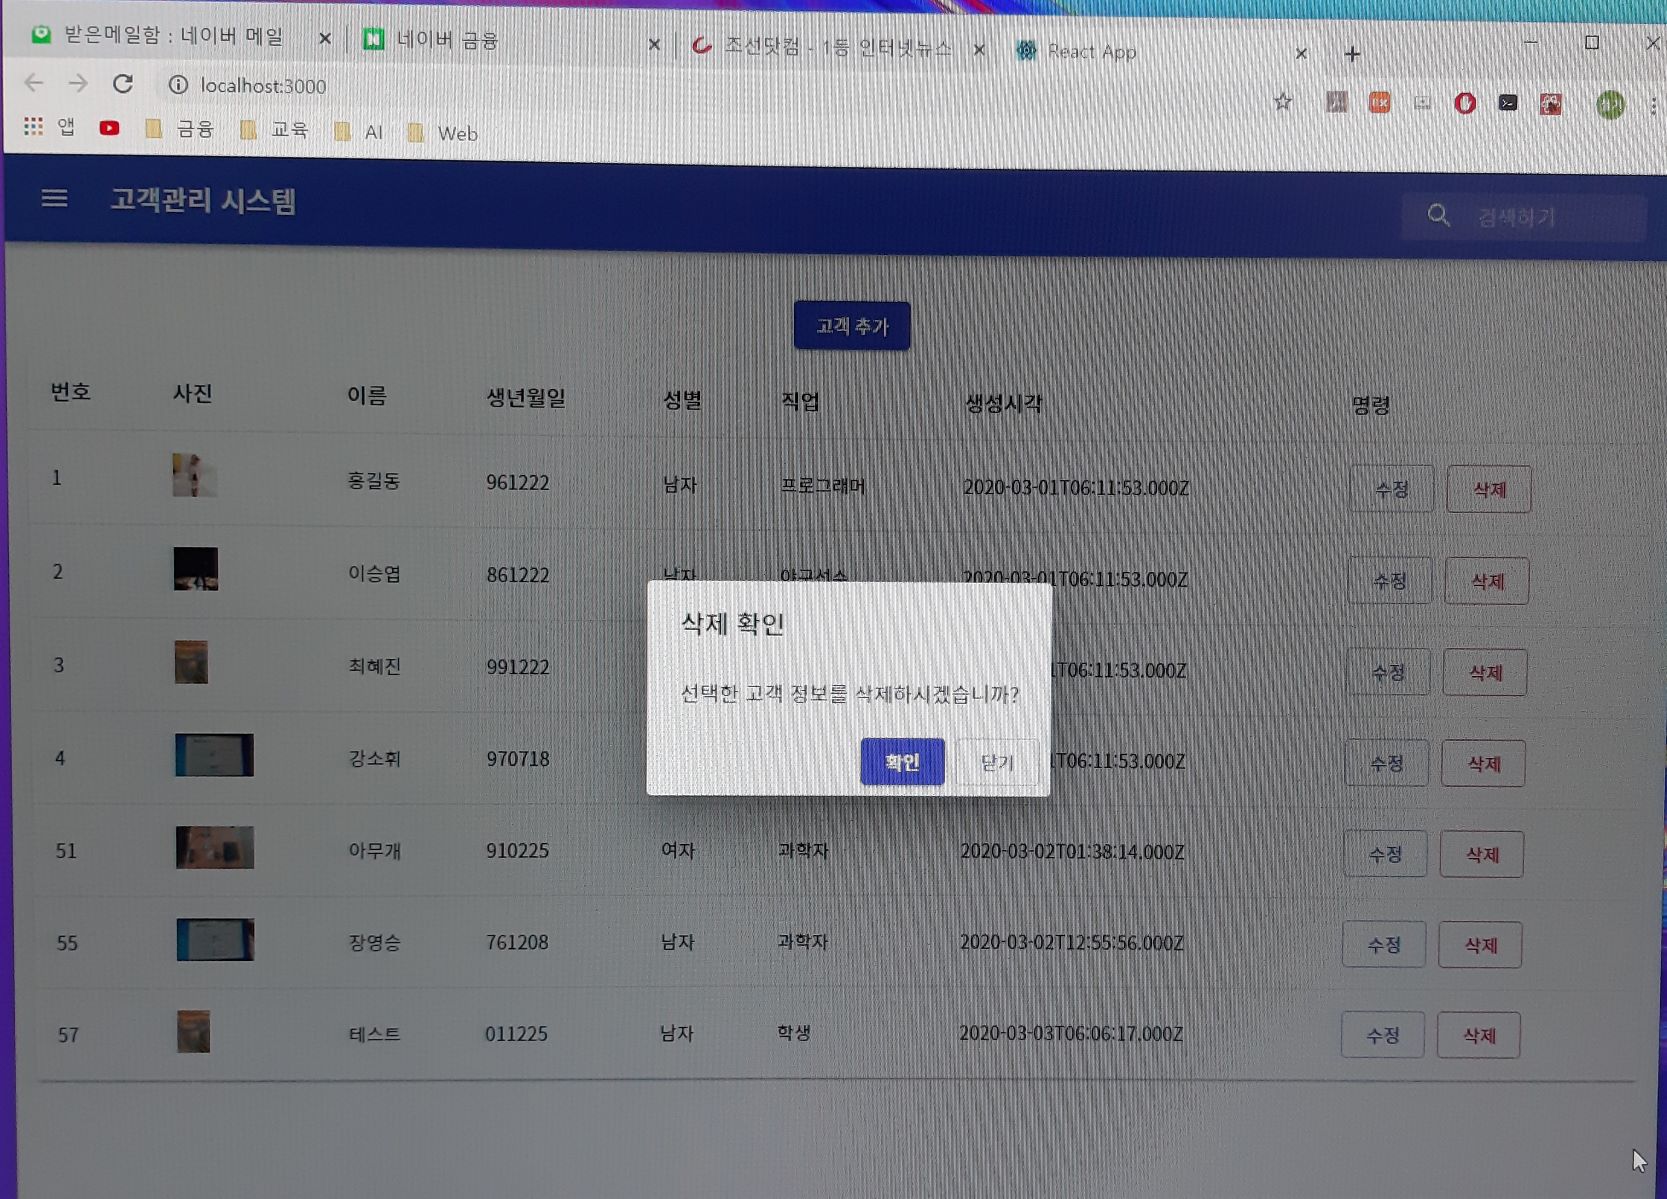 받은메일함 : 네이버 메일 네이버 금융 조선닷컴 - 1등 인터넷뉴스 React App
localhost:3000
앱 금융 교육 AI Web
고객관리 시스템 검색하기
고객 추가
번호 사진 이름 생년월일 성별 직업 생성시각 명령
1 홍길동 961222 남자 프로그래머 2020-03-01T06:11:53.000Z 수정 삭제
2 이승엽 861222 남자 야구선수 2020-03-01T06:11:53.000Z 수정 삭제
3 최혜진 991222 1T06:11:53.000Z 수정 삭제
4 강소휘 970718 1T06:11:53.000Z 수정 삭제
삭제 확인
선택한 고객 정보를 삭제하시겠습니까?
확인 닫기
51 아무개 910225 여자 과학자 2020-03-02T01:38:14.000Z 수정 삭제
55 장영승 761208 남자 과학자 2020-03-02T12:55:56.000Z 수정 삭제
57 테스트 011225 남자 학생 2020-03-03T06:06:17.000Z 수정 삭제